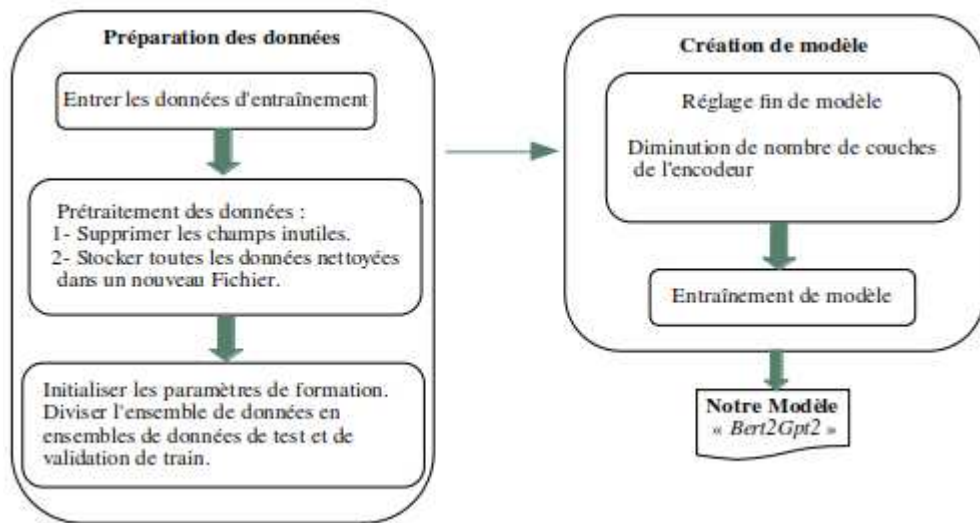 Préparation des données
Entrer les données d'entraînement
Prétraitement des données :
1- Supprimer les champs inutiles.
2- Stocker toutes les données nettoyées
dans un nouveau Fichier.
Initialiser les paramètres de formation.
Diviser l'ensemble de données en
ensembles de données de test et de
validation de train.
Création de modèle
Réglage fin de modèle
Diminution de nombre de couches
de l'encodeur
Entraînement de modèle
Notre Modèle
« Bert2Gpt2 »